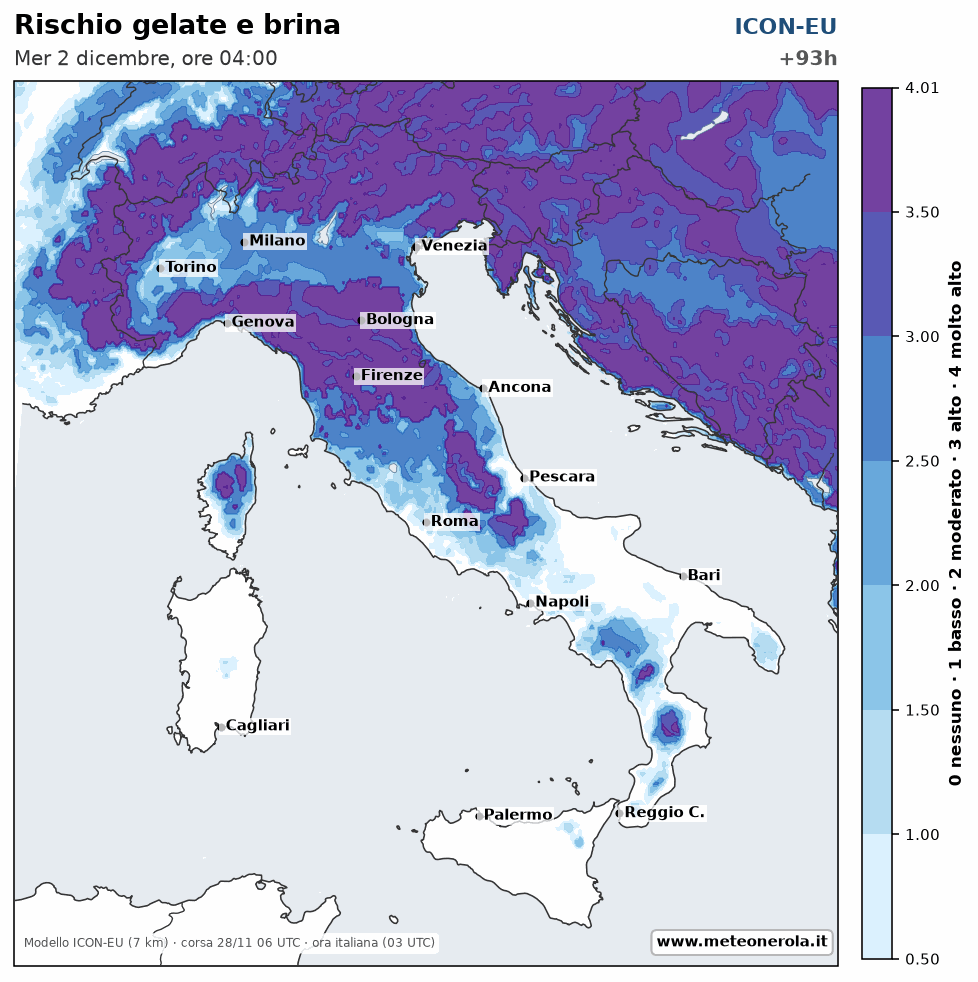 Rischio gelate e brina
ICON-EU
Mer 2 dicembre, ore 04:00
+93h
4.01
3.50
3.00
2.50
2.00
1.50
1.00
0.50
0 nessuno · 1 basso · 2 moderato · 3 alto · 4 molto alto
Milano
Venezia
Torino
Genova
Bologna
Firenze
Ancona
Pescara
Roma
Bari
Napoli
Cagliari
Palermo
Reggio C.
Modello ICON-EU (7 km) · corsa 28/11 06 UTC · ora italiana (03 UTC)
www.meteonerola.it